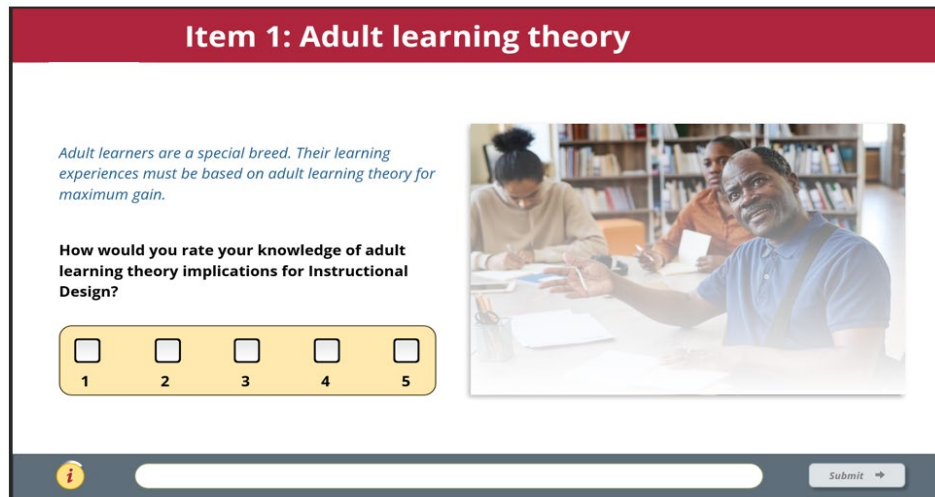 Item 1: Adult learning theory
Adult learners are a special breed. Their learning
experiences must be based on adult learning theory for
maximum gain.
How would you rate your knowledge of adult
learning theory implications for Instructional
Design?
1 2 3 4 5
i
Submit